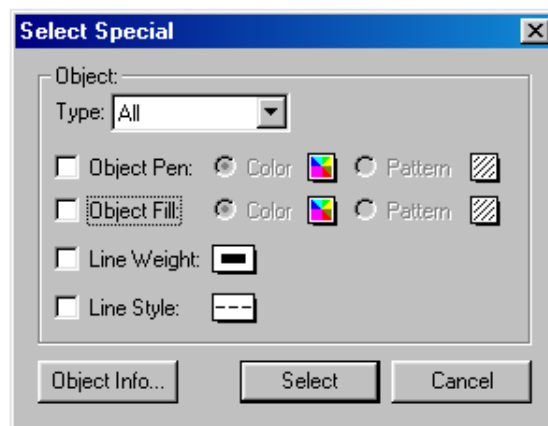 Select Special
Object:
Type: All
Object Pen: Color Pattern
Object Fill: Color Pattern
Line Weight:
Line Style:
Object Info... Select Cancel